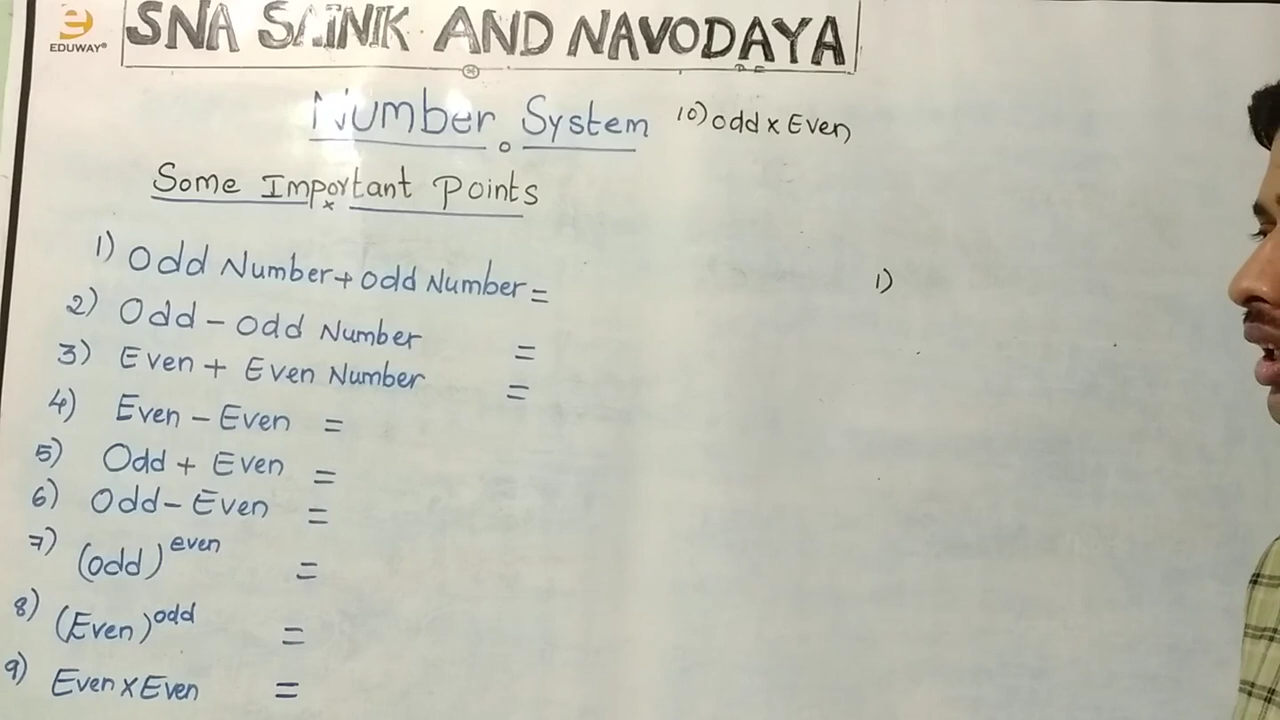 EDUWAY®
SNA SAINIK AND NAVODAYA
Number System
10) odd x Even
Some Important Points
1) Odd Number + odd Number =
2) Odd - odd Number =
3) Even + Even Number =
4) Even - Even =
5) Odd + Even =
6) Odd - Even =
7) (odd)^even =
8) (Even)^odd =
9) Even x Even =
1)